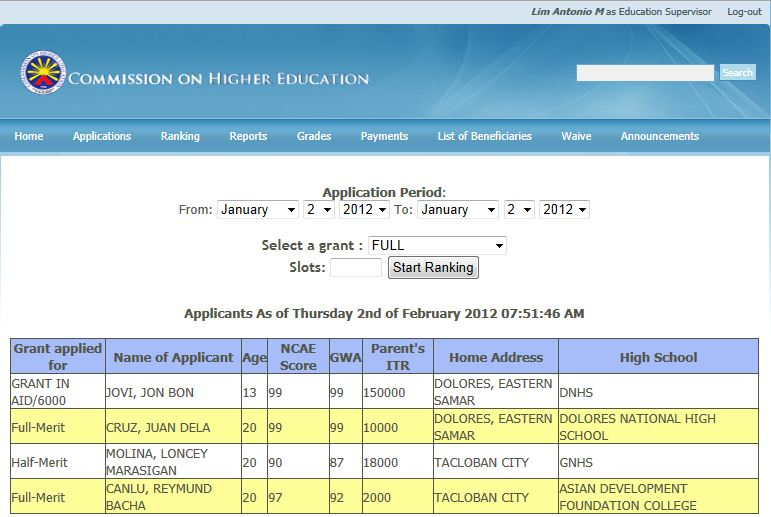 Lim Antonio M as Education Supervisor Log-out
COMMISSION ON HIGHER EDUCATION
Search
Home Applications Ranking Reports Grades Payments List of Beneficiaries Waive Announcements
Application Period:
From: January 2 2012 To: January 2 2012
Select a grant : FULL
Slots: Start Ranking
Applicants As of Thursday 2nd of February 2012 07:51:46 AM
Grant applied for Name of Applicant Age NCAE Score GWA Parent's ITR Home Address High School
GRANT IN AID/6000 JOVI, JON BON 13 99 99 150000 DOLORES, EASTERN SAMAR DNHS
Full-Merit CRUZ, JUAN DELA 20 99 99 10000 DOLORES, EASTERN SAMAR DOLORES NATIONAL HIGH SCHOOL
Half-Merit MOLINA, LONCEY MARASIGAN 20 90 87 18000 TACLOBAN CITY GNHS
Full-Merit CANLU, REYMUND BACHA 20 97 92 2000 TACLOBAN CITY ASIAN DEVELOPMENT FOUNDATION COLLEGE